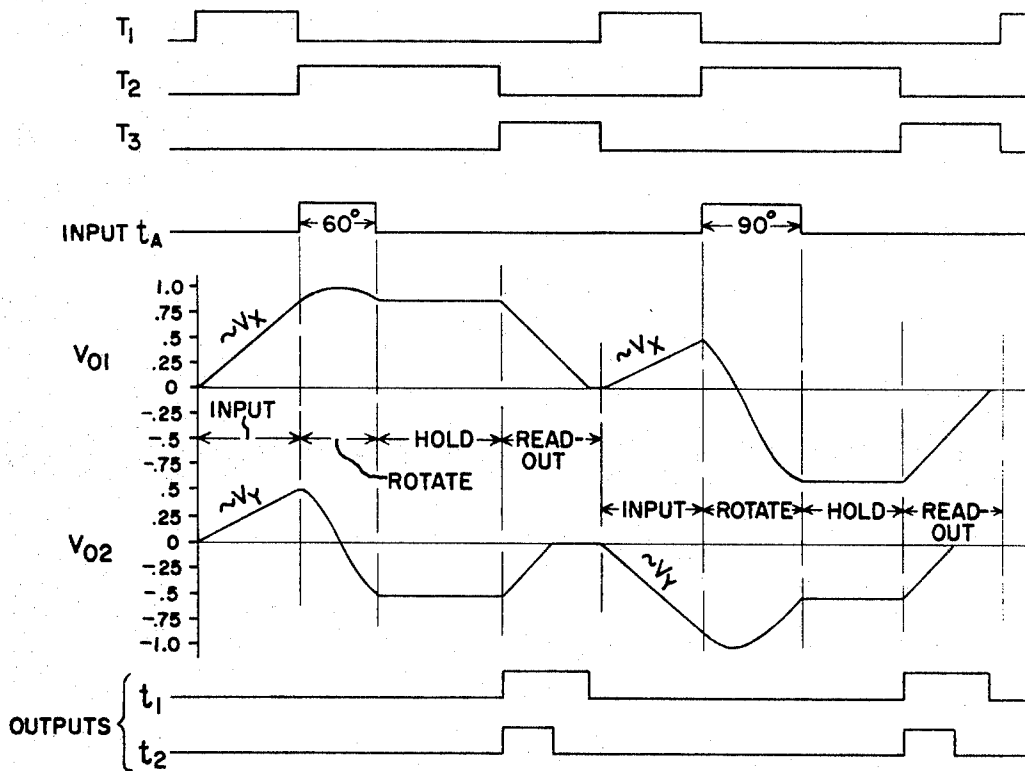 T1
T2
T3
INPUT tA
60°
90°
1.0
.75
.5
.25
0
-.25
-.5
-.75
VO1
~VX
~VX
INPUT
ROTATE
HOLD
READ-
OUT
.5
.25
0
-.25
-.5
-.75
-1.0
VO2
~VY
~VY
INPUT
ROTATE
HOLD
READ-
OUT
OUTPUTS
t1
t2